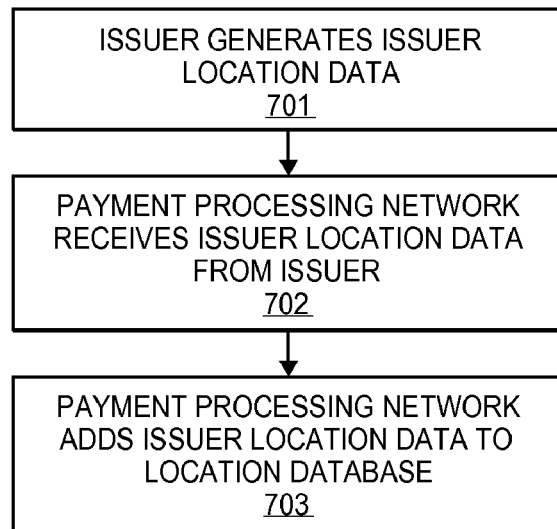 ISSUER GENERATES ISSUER
LOCATION DATA
701
PAYMENT PROCESSING NETWORK
RECEIVES ISSUER LOCATION DATA
FROM ISSUER
702
PAYMENT PROCESSING NETWORK
ADDS ISSUER LOCATION DATA TO
LOCATION DATABASE
703